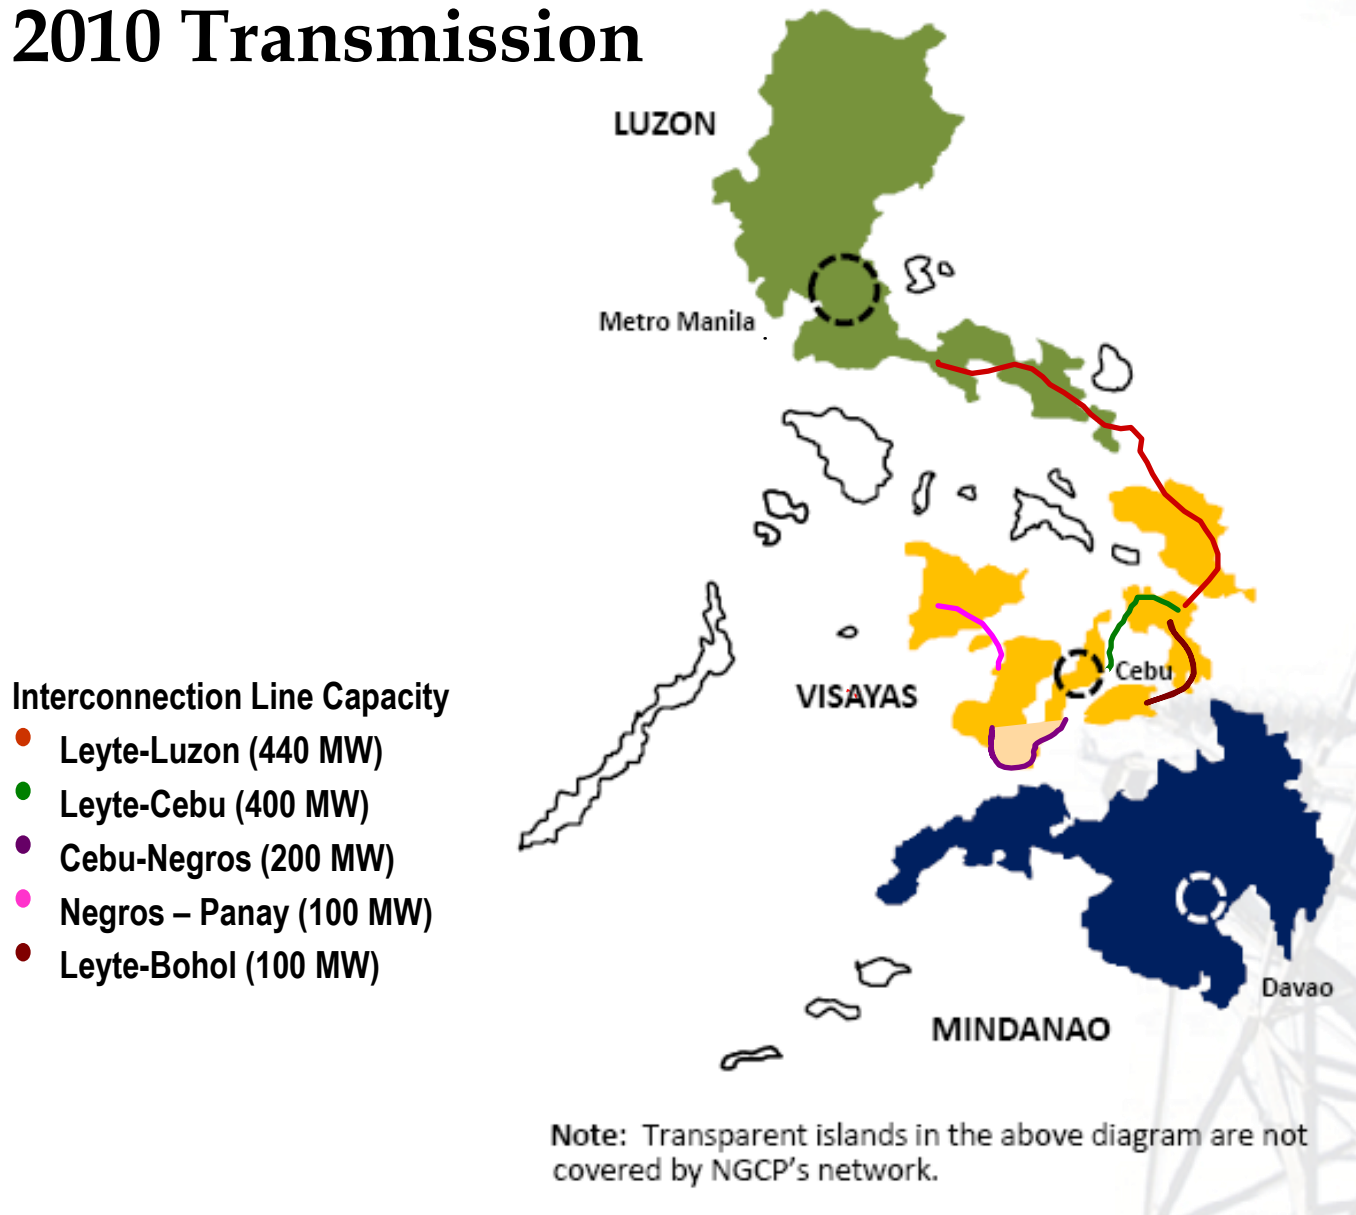 2010 Transmission
LUZON
Metro Manila
Cebu
VISAYAS
Interconnection Line Capacity
• Leyte-Luzon (440 MW)
• Leyte-Cebu (400 MW)
• Cebu-Negros (200 MW)
• Negros – Panay (100 MW)
• Leyte-Bohol (100 MW)
Davao
MINDANAO
Note: Transparent islands in the above diagram are not
covered by NGCP's network.